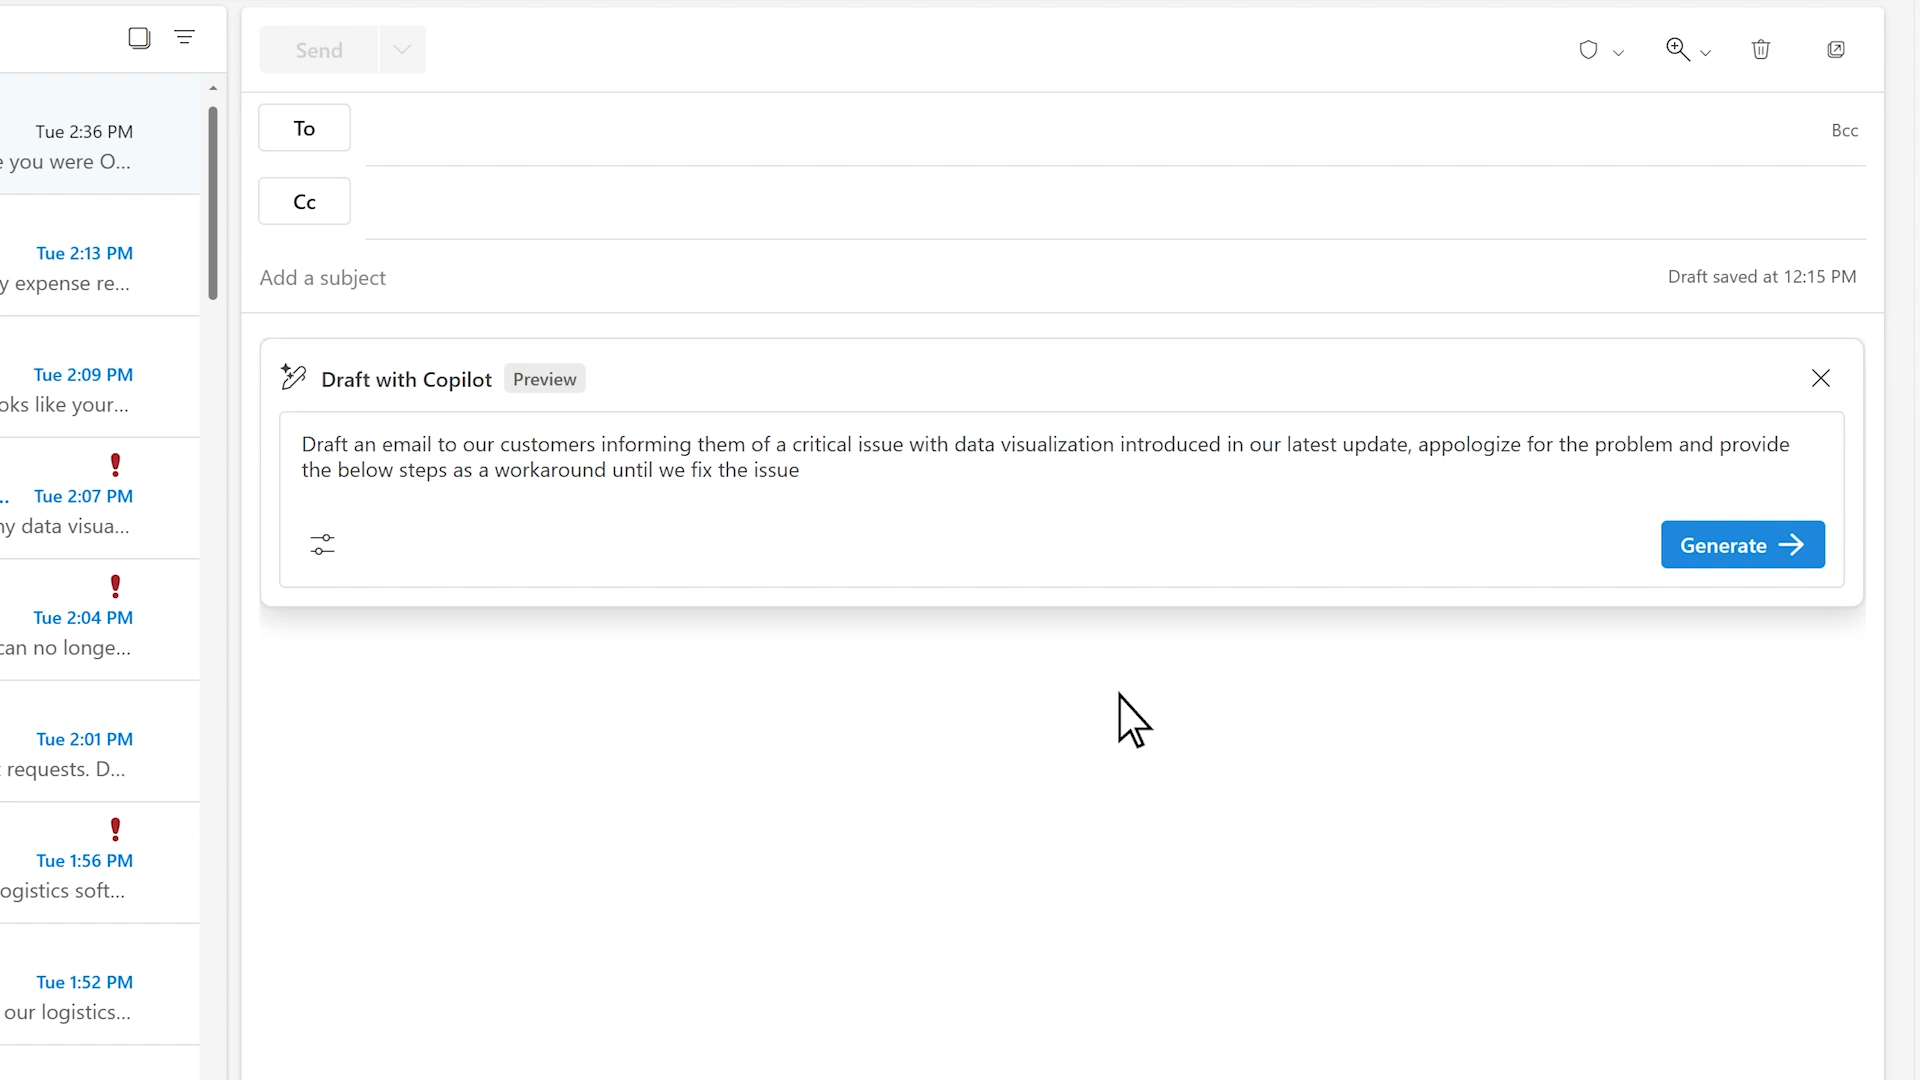 Tue 2:36 PM
e you were O...
Tue 2:13 PM
y expense re...
Tue 2:09 PM
oks like your...
.. Tue 2:07 PM
ny data visua...
Tue 2:04 PM
can no longe...
Tue 2:01 PM
t requests. D...
Tue 1:56 PM
ogistics soft...
Tue 1:52 PM
our logistics...
Send
To
Bcc
Cc
Add a subject
Draft saved at 12:15 PM
Draft with Copilot Preview
Draft an email to our customers informing them of a critical issue with data visualization introduced in our latest update, appologize for the problem and provide
the below steps as a workaround until we fix the issue
Generate